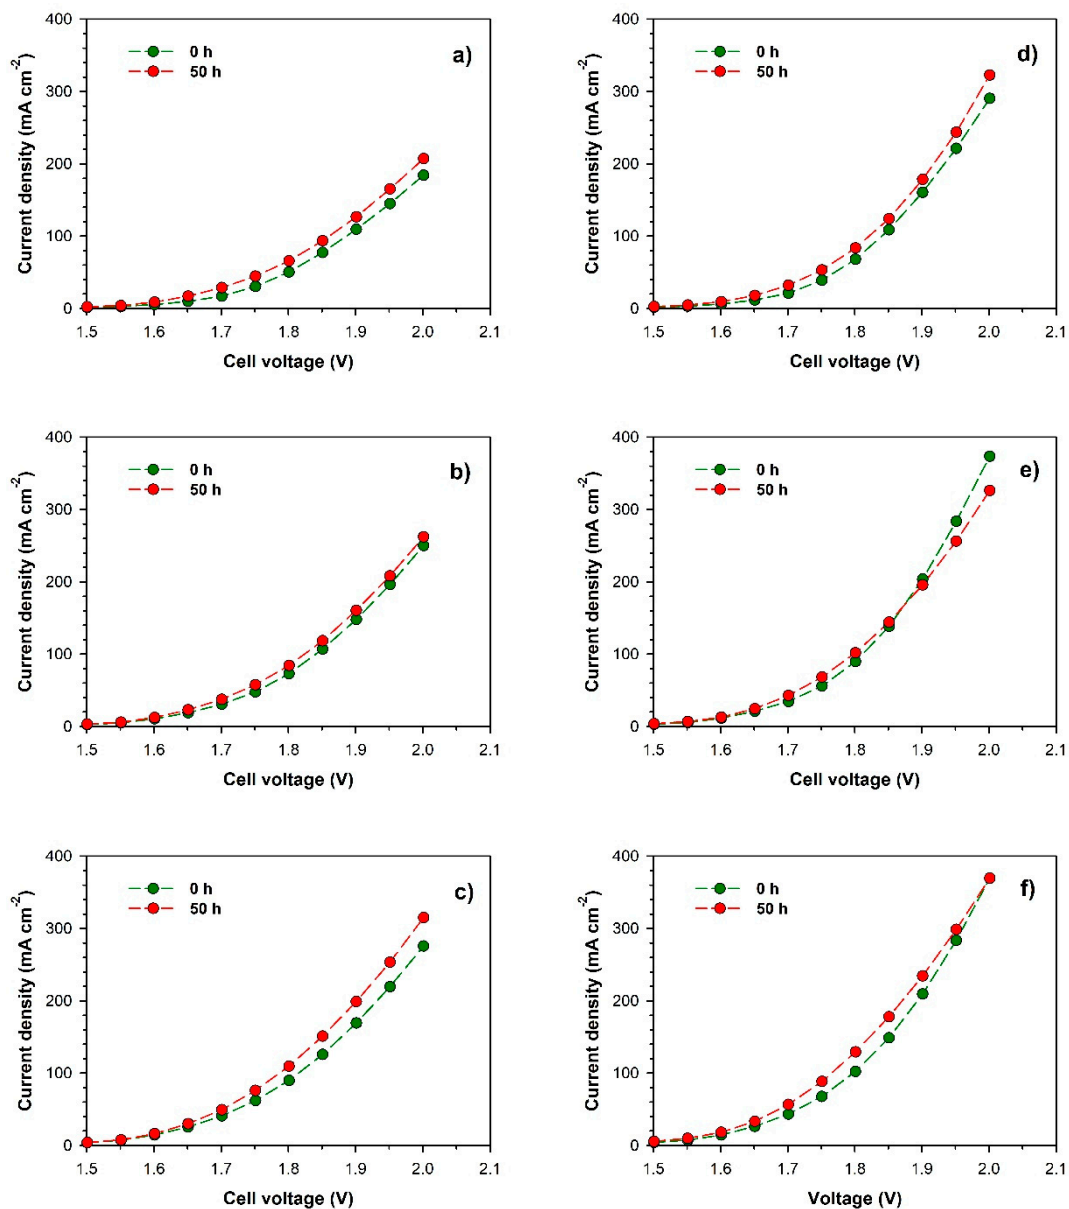 400
300
200
100
0
Current density (mA cm⁻²)
0 h
50 h
a)
1.5 1.6 1.7 1.8 1.9 2.0 2.1
Cell voltage (V)
400
300
200
100
0
Current density (mA cm⁻²)
0 h
50 h
d)
1.5 1.6 1.7 1.8 1.9 2.0 2.1
Cell voltage (V)
400
300
200
100
0
Current density (mA cm⁻²)
0 h
50 h
b)
1.5 1.6 1.7 1.8 1.9 2.0 2.1
Cell voltage (V)
400
300
200
100
0
Current density (mA cm⁻²)
0 h
50 h
e)
1.5 1.6 1.7 1.8 1.9 2.0 2.1
Cell voltage (V)
400
300
200
100
0
Current density (mA cm⁻²)
0 h
50 h
c)
1.5 1.6 1.7 1.8 1.9 2.0 2.1
Cell voltage (V)
400
300
200
100
0
Current density (mA cm⁻²)
0 h
50 h
f)
1.5 1.6 1.7 1.8 1.9 2.0 2.1
Voltage (V)